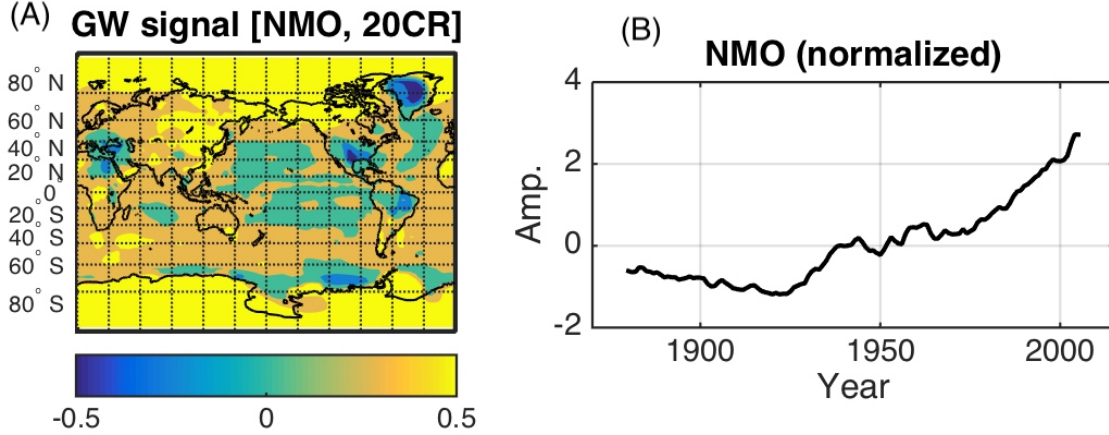 (A)
GW signal [NMO, 20CR]
80° N
60° N
40° N
20° N
0°
20° S
40° S
60° S
80° S
-0.5 0 0.5
(B)
NMO (normalized)
Amp.
4
2
0
-2
1900 1950 2000
Year